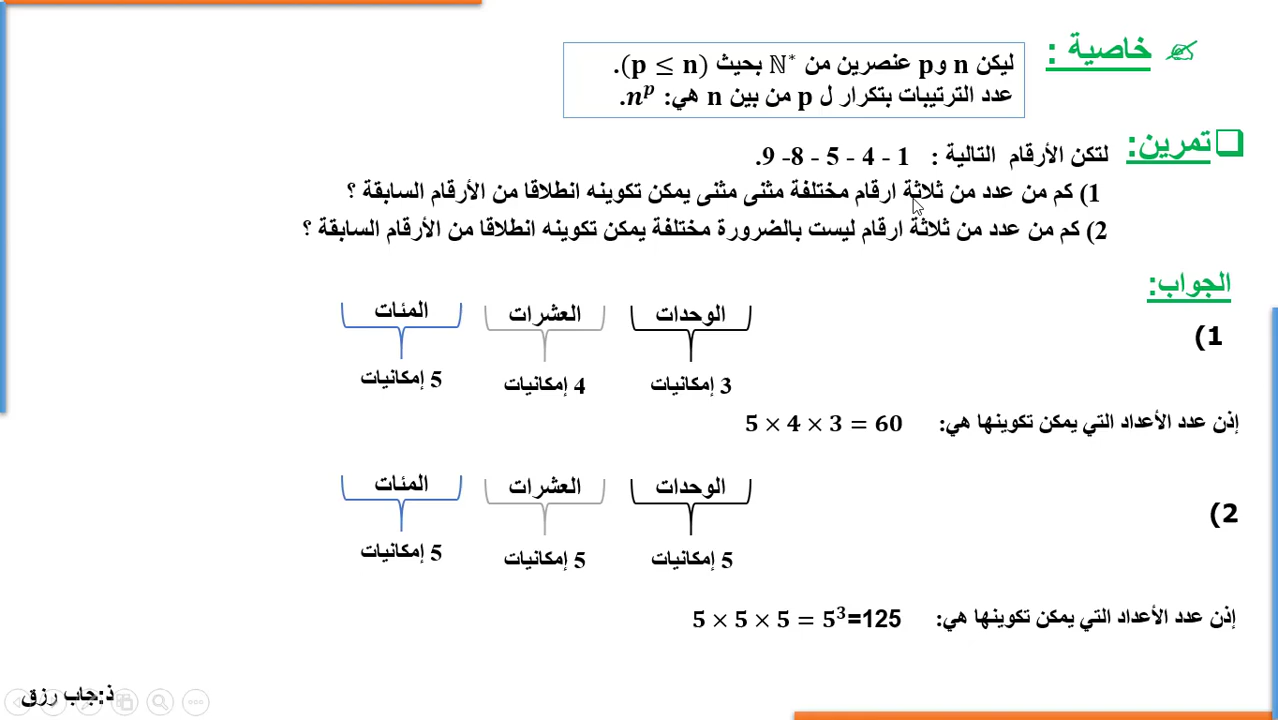 خاصية :
ليكن n وp عنصرين من ℕ* بحيث (p ≤ n).
عدد الترتيبات بتكرار ل p من بين n هي: nᵖ.
تمرين:
لتكن الأرقام التالية : 1 - 4 - 5 - 8- 9.
1) كم من عدد من ثلاثة ارقام مختلفة مثنى مثنى يمكن تكوينه انطلاقا من الأرقام السابقة ؟
2) كم من عدد من ثلاثة ارقام ليست بالضرورة مختلفة يمكن تكوينه انطلاقا من الأرقام السابقة ؟
الجواب:
1)
الوحدات العشرات المئات
3 إمكانيات 4 إمكانيات 5 إمكانيات
إذن عدد الأعداد التي يمكن تكوينها هي: 5 × 4 × 3 = 60
2)
الوحدات العشرات المئات
5 إمكانيات 5 إمكانيات 5 إمكانيات
إذن عدد الأعداد التي يمكن تكوينها هي: 5 × 5 × 5 = 5³=125
ذ:جاب رزق